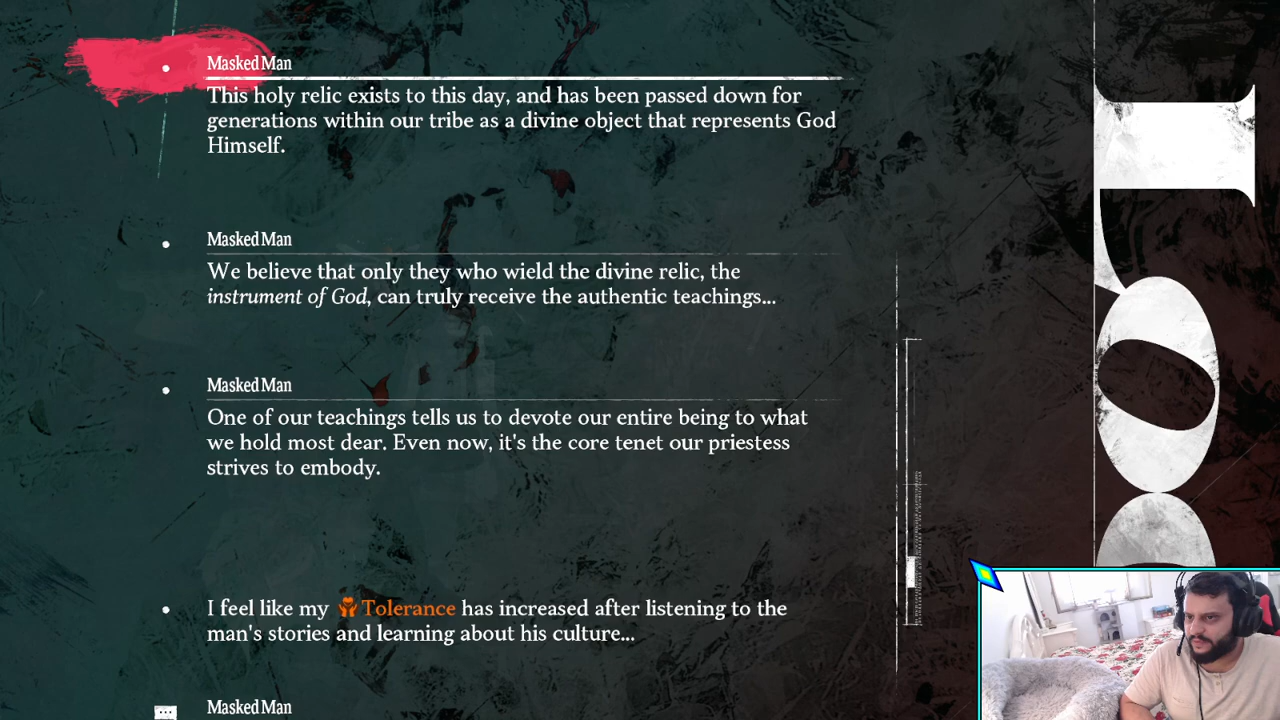 Masked Man
This holy relic exists to this day, and has been passed down for
generations within our tribe as a divine object that represents God
Himself.
Masked Man
We believe that only they who wield the divine relic, the
instrument of God, can truly receive the authentic teachings...
Masked Man
One of our teachings tells us to devote our entire being to what
we hold most dear. Even now, it's the core tenet our priestess
strives to embody.
I feel like my Tolerance has increased after listening to the
man's stories and learning about his culture...
Masked Man